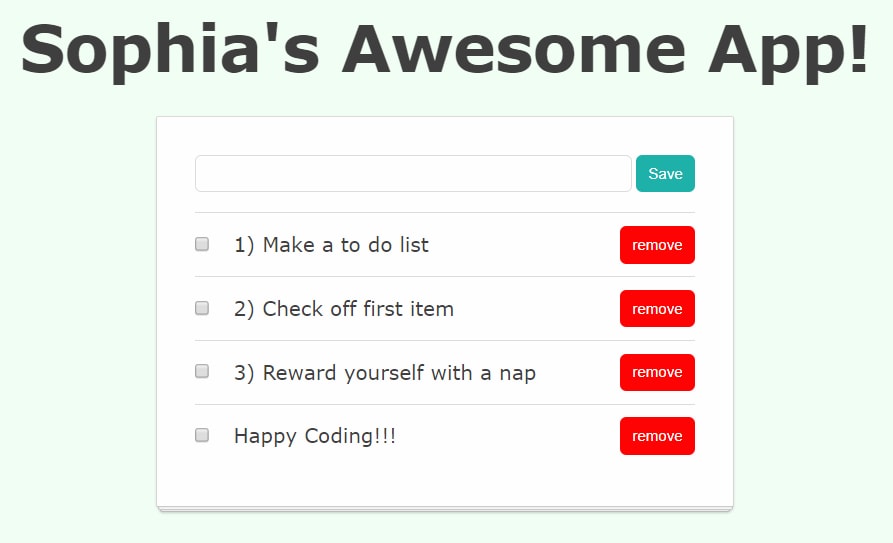 Sophia's Awesome App!
Save
1) Make a to do list remove
2) Check off first item remove
3) Reward yourself with a nap remove
Happy Coding!!! remove